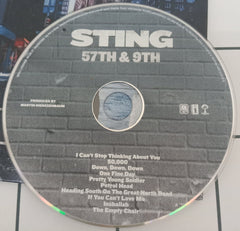 STING
57TH & 9TH
PRODUCED BY
MARTIN KIERSZENBAUM
I Can't Stop Thinking About You
50,000
Down, Down, Down
One Fine Day
Pretty Young Soldier
Petrol Head
Heading South On The Great North Road
If You Can't Love Me
Inshallah
The Empty Chair